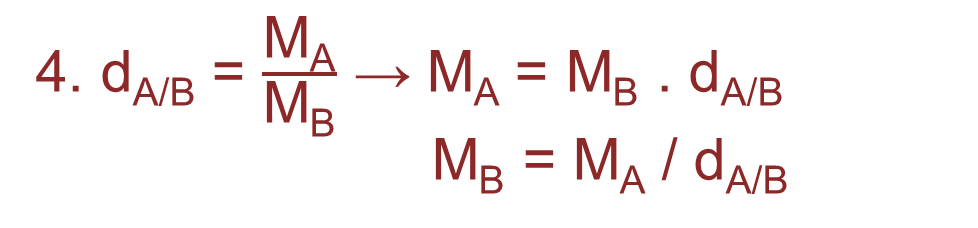 4. d_A/B = M_A / M_B → M_A = M_B . d_A/B
M_B = M_A / d_A/B